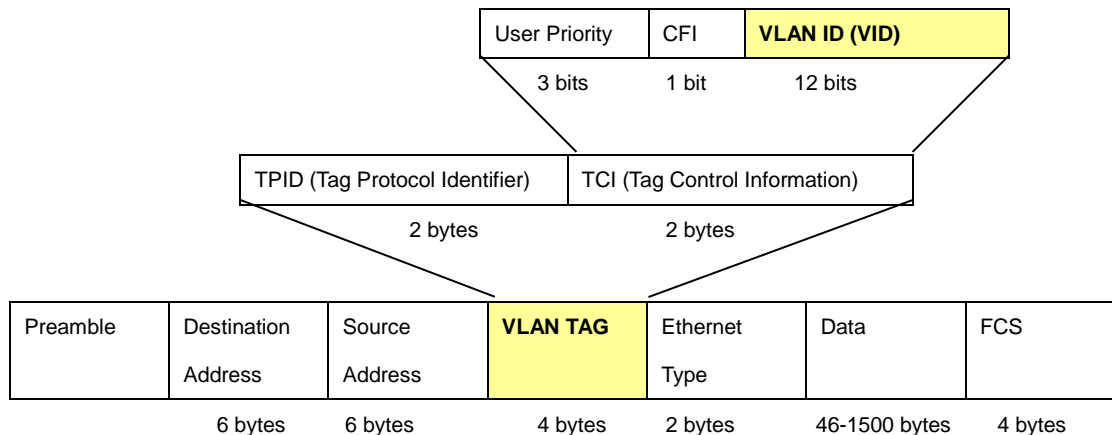 User Priority CFI VLAN ID (VID)
3 bits 1 bit 12 bits
TPID (Tag Protocol Identifier) TCI (Tag Control Information)
2 bytes 2 bytes
Preamble Destination Source VLAN TAG Ethernet Data FCS
Address Address Type
6 bytes 6 bytes 4 bytes 2 bytes 46-1500 bytes 4 bytes